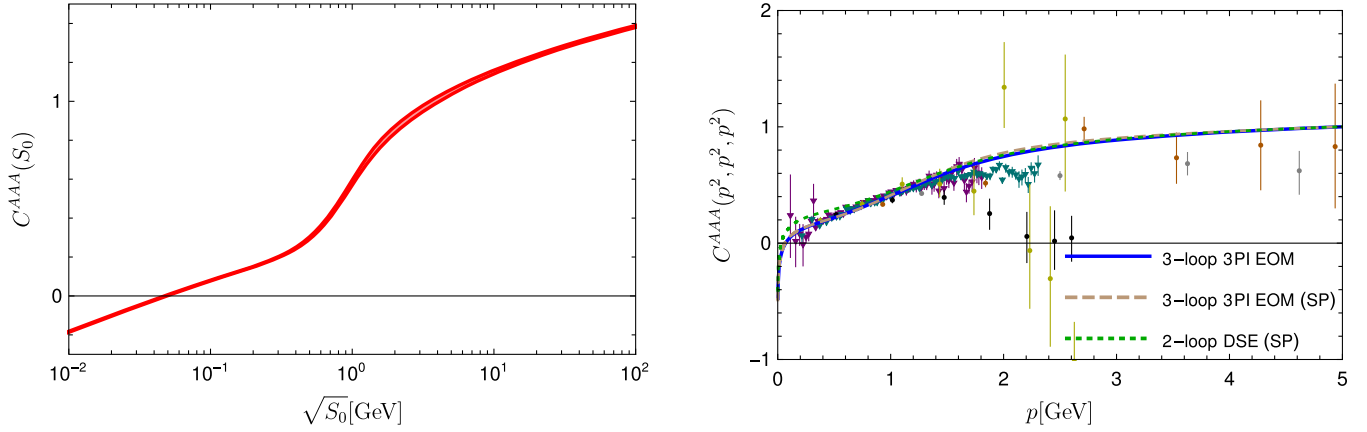 C^{AAA}(S_0)
1
0
10^{-2}
10^{-1}
10^0
10^1
10^2
\sqrt{S_0}[GeV]
C^{AAA}(p^2, p^2, p^2)
2
1
0
−1
3−loop 3PI EOM
3−loop 3PI EOM (SP)
2−loop DSE (SP)
0
1
2
3
4
5
p[GeV]